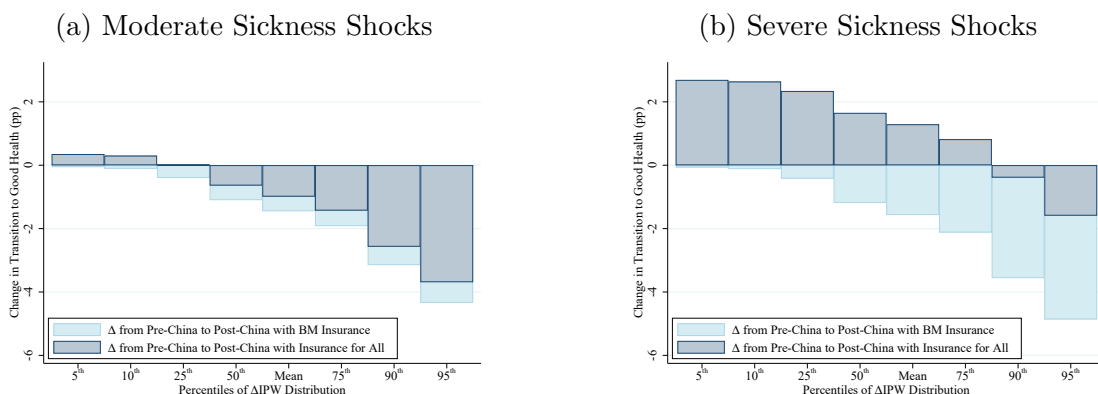 (a) Moderate Sickness Shocks
Change in Transition to Good Health (pp)
2
0
-2
-4
-6
Δ from Pre-China to Post-China with BM Insurance
Δ from Pre-China to Post-China with Insurance for All
5th 10th 25th 50th Mean 75th 90th 95th
Percentiles of ΔIPW Distribution
(b) Severe Sickness Shocks
Change in Transition to Good Health (pp)
2
0
-2
-4
-6
Δ from Pre-China to Post-China with BM Insurance
Δ from Pre-China to Post-China with Insurance for All
5th 10th 25th 50th Mean 75th 90th 95th
Percentiles of ΔIPW Distribution